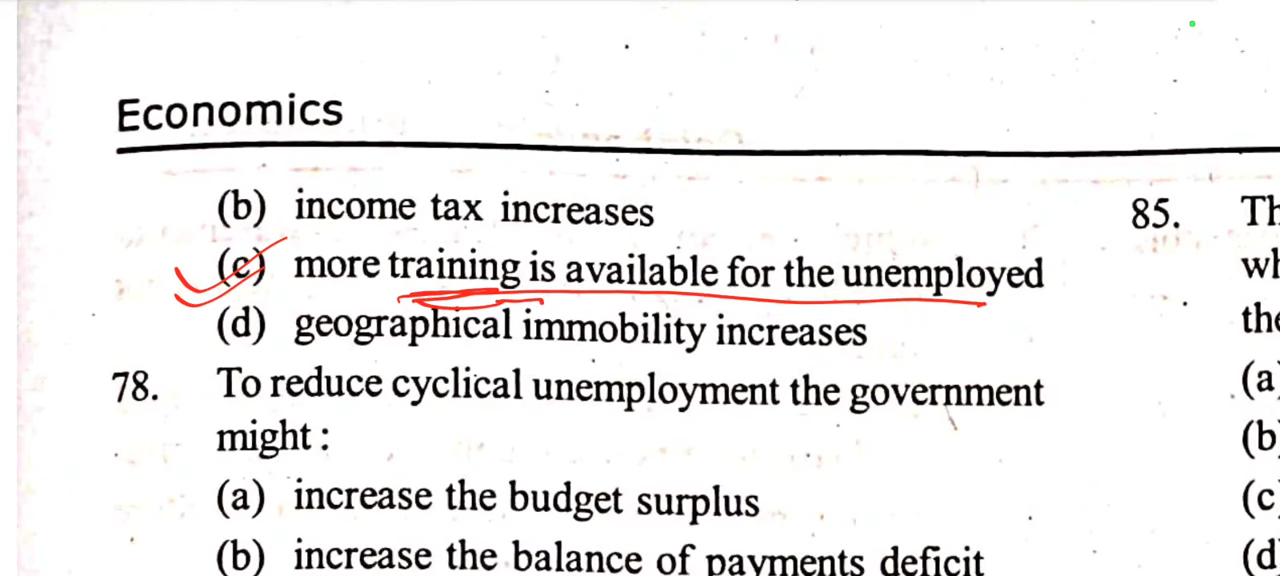 Economics
(b) income tax increases
(c) more training is available for the unemployed
(d) geographical immobility increases
78. To reduce cyclical unemployment the government
might :
(a) increase the budget surplus
(b) increase the balance of payments deficit
85.
(a)
(b)
(c)
(d)